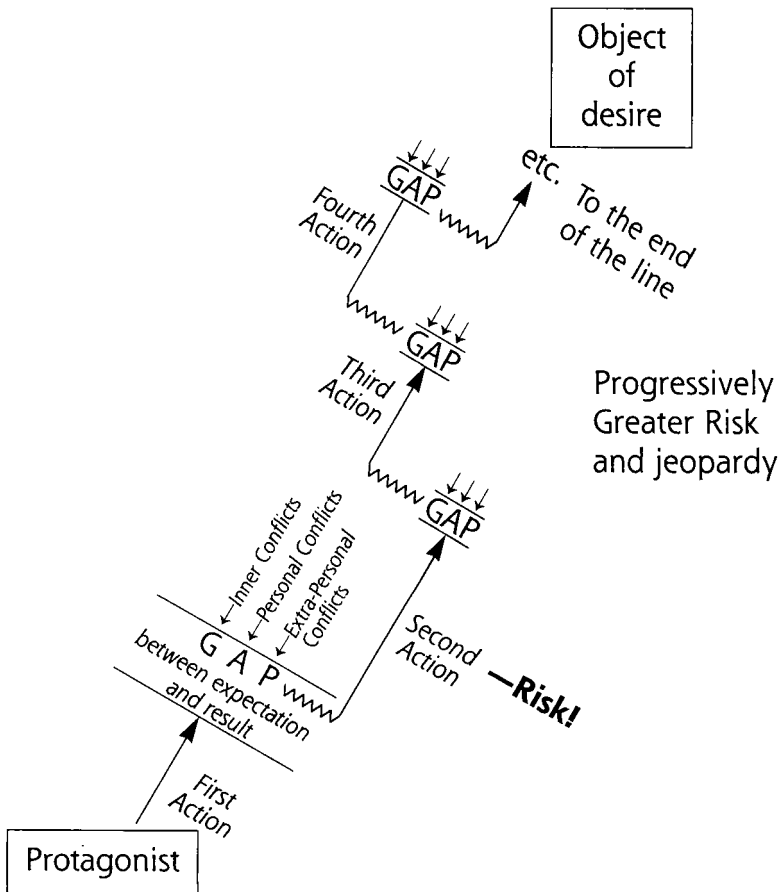 Object
of
desire
etc. To the end
of the line
GAP
Fourth
Action
GAP
Third
Action
Progressively
Greater Risk
and jeopardy
GAP
Inner Conflicts
Personal Conflicts
Extra-Personal
Conflicts
GAP
between expectation
and result
Second
Action
—Risk!
First
Action
Protagonist